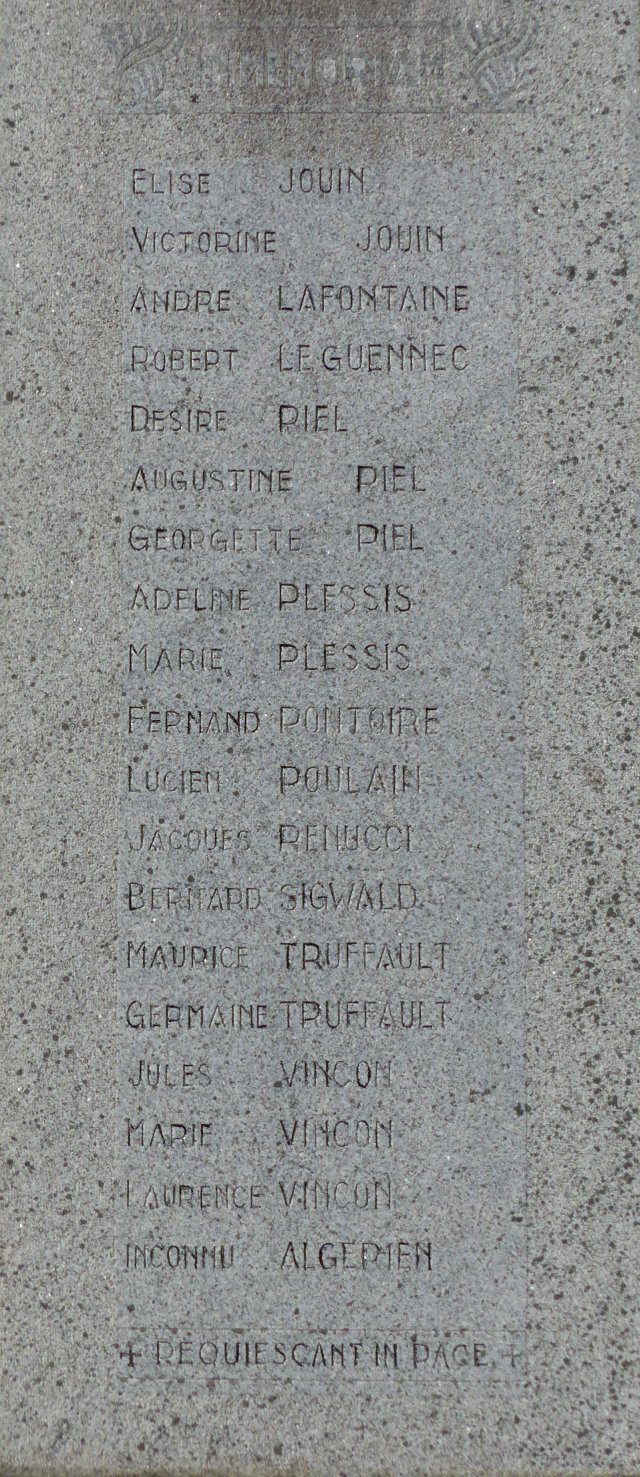 IN MEMORIAM
ELISE JOUIN
VICTORINE JOUIN
ANDRE LAFONTAINE
ROBERT LE GUENNEC
DESIRE PIEL
AUGUSTINE PIEL
GEORGETTE PIEL
ADELINE PLESSIS
MARIE PLESSIS
FERNAND PONTOIRE
LUCIEN POULAIN
JACQUES RENUCCI
BERNARD SIGWALD
MAURICE TRUFFAULT
GERMAINE TRUFFAULT
JULES VINCON
MARIE VINCON
LAURENCE VINCON
INCONNU ALGERIEN
+ REQUIESCANT IN PACE +